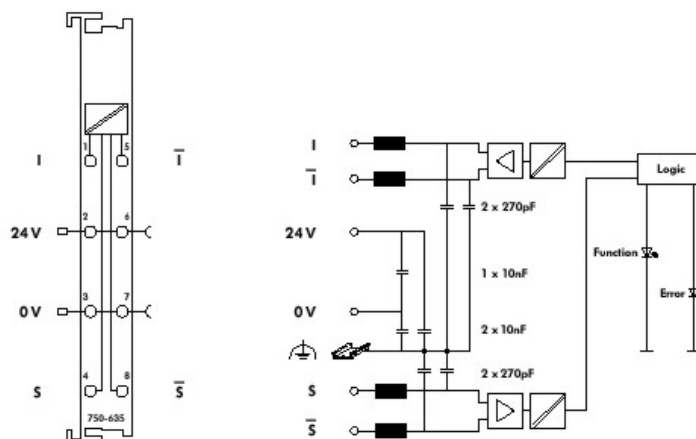 1 5
I Ī
2 6
24 V
3 7
0 V
4 8
S S̄
750-635
I
Ī
2 x 270pF
24 V
1 x 10nF
0 V
2 x 10nF
2 x 270pF
S
S̄
Logic
Function
Error